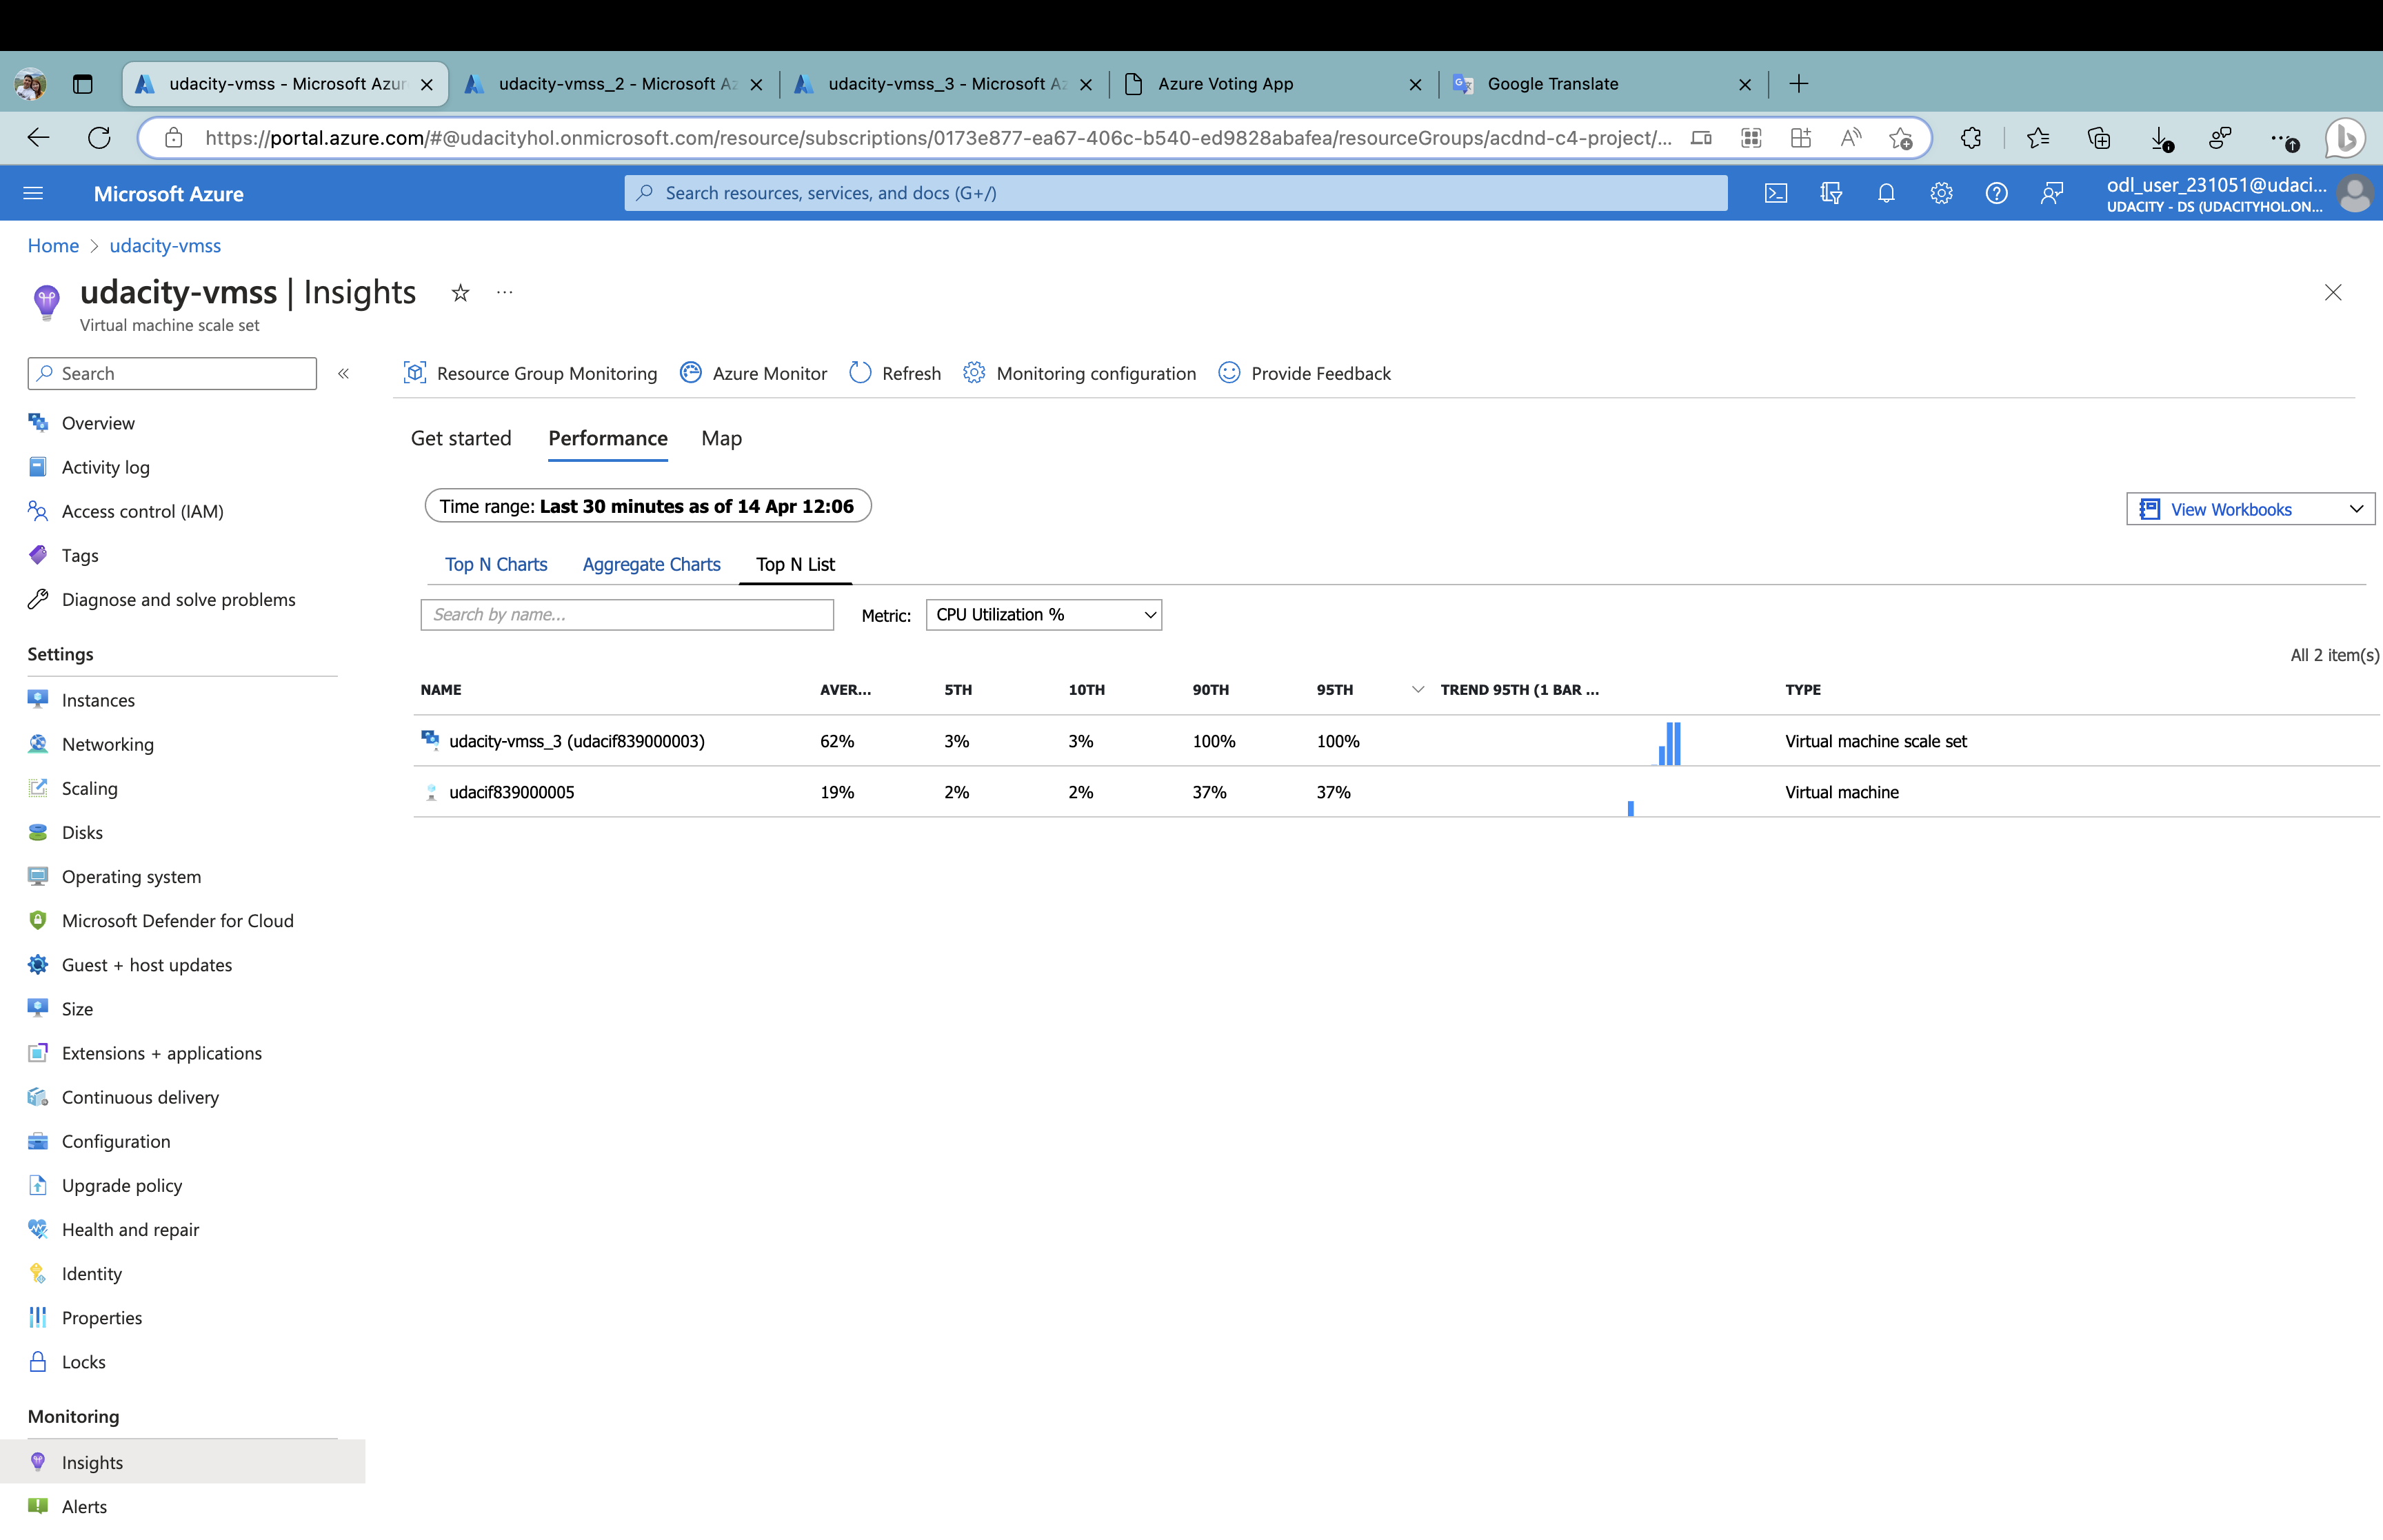 udacity-vmss - Microsoft Azur
udacity-vmss_2 - Microsoft Az
udacity-vmss_3 - Microsoft Az
Azure Voting App
Google Translate
https://portal.azure.com/#@udacityhol.onmicrosoft.com/resource/subscriptions/0173e877-ea67-406c-b540-ed9828abafea/resourceGroups/acdnd-c4-project/...
Microsoft Azure
Search resources, services, and docs (G+/)
odl_user_231051@udaci...
UDACITY - DS (UDACITYHOL.ON...
Home > udacity-vmss
udacity-vmss | Insights
Virtual machine scale set
Search
Resource Group Monitoring Azure Monitor Refresh Monitoring configuration Provide Feedback
Overview
Activity log
Access control (IAM)
Tags
Diagnose and solve problems
Settings
Instances
Networking
Scaling
Disks
Operating system
Microsoft Defender for Cloud
Guest + host updates
Size
Extensions + applications
Continuous delivery
Configuration
Upgrade policy
Health and repair
Identity
Properties
Locks
Monitoring
Insights
Alerts
Get started Performance Map
Time range: Last 30 minutes as of 14 Apr 12:06
View Workbooks
Top N Charts Aggregate Charts Top N List
Search by name...
Metric: CPU Utilization %
All 2 item(s)
NAME AVER... 5TH 10TH 90TH 95TH TREND 95TH (1 BAR ... TYPE
udacity-vmss_3 (udacif839000003) 62% 3% 3% 100% 100% Virtual machine scale set
udacif839000005 19% 2% 2% 37% 37% Virtual machine